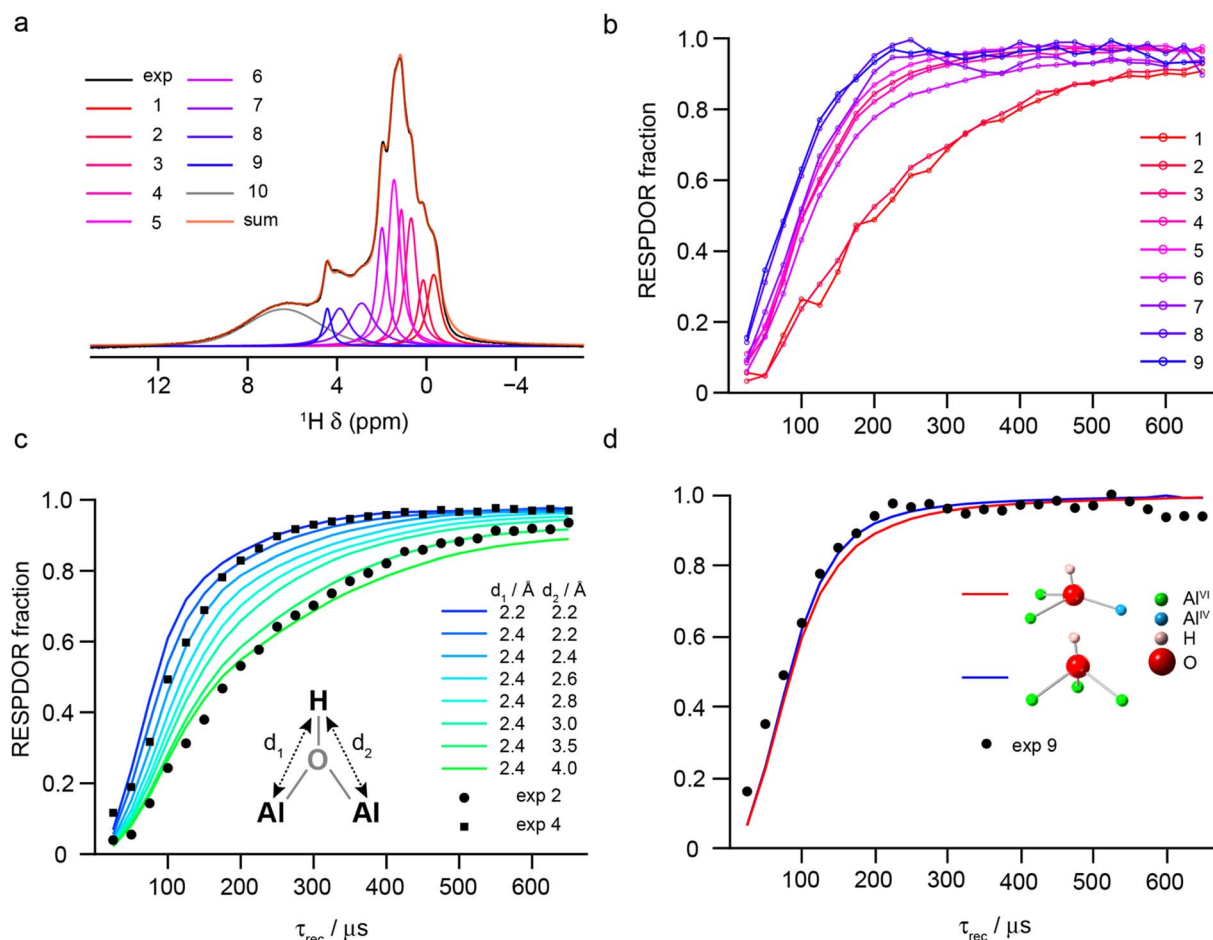 a
exp
1
2
3
4
5
6
7
8
9
10
sum
12
8
4
0
−4
¹H δ (ppm)
b
RESPDOR fraction
1.0
0.8
0.6
0.4
0.2
0
100
200
300
400
500
600
1
2
3
4
5
6
7
8
9
c
RESPDOR fraction
1.0
0.8
0.6
0.4
0.2
0
d₁ / Å d₂ / Å
2.2 2.2
2.4 2.2
2.4 2.4
2.4 2.6
2.4 2.8
2.4 3.0
2.4 3.5
2.4 4.0
exp 2
exp 4
H
d₁ d₂
O
Al Al
100
200
300
400
500
600
τrec / μs
d
1.0
0.8
0.6
0.4
0.2
0
Alⱽᴵ
Alᴵⱽ
H
O
exp 9
100
200
300
400
500
600
τrec / μs